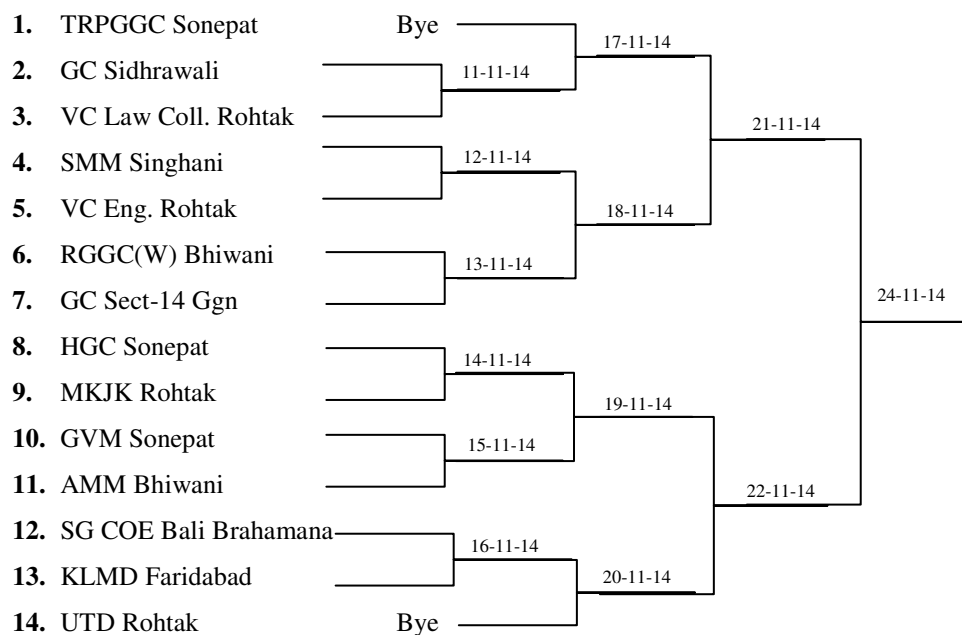 1. TRPGGC Sonepat Bye
17-11-14
2. GC Sidhrawali
11-11-14
3. VC Law Coll. Rohtak
21-11-14
4. SMM Singhani
12-11-14
5. VC Eng. Rohtak
18-11-14
6. RGGC(W) Bhiwani
13-11-14
7. GC Sect-14 Ggn
24-11-14
8. HGC Sonepat
14-11-14
9. MKJK Rohtak
19-11-14
10. GVM Sonepat
15-11-14
11. AMM Bhiwani
22-11-14
12. SG COE Bali Brahamana
16-11-14
13. KLMD Faridabad
20-11-14
14. UTD Rohtak Bye